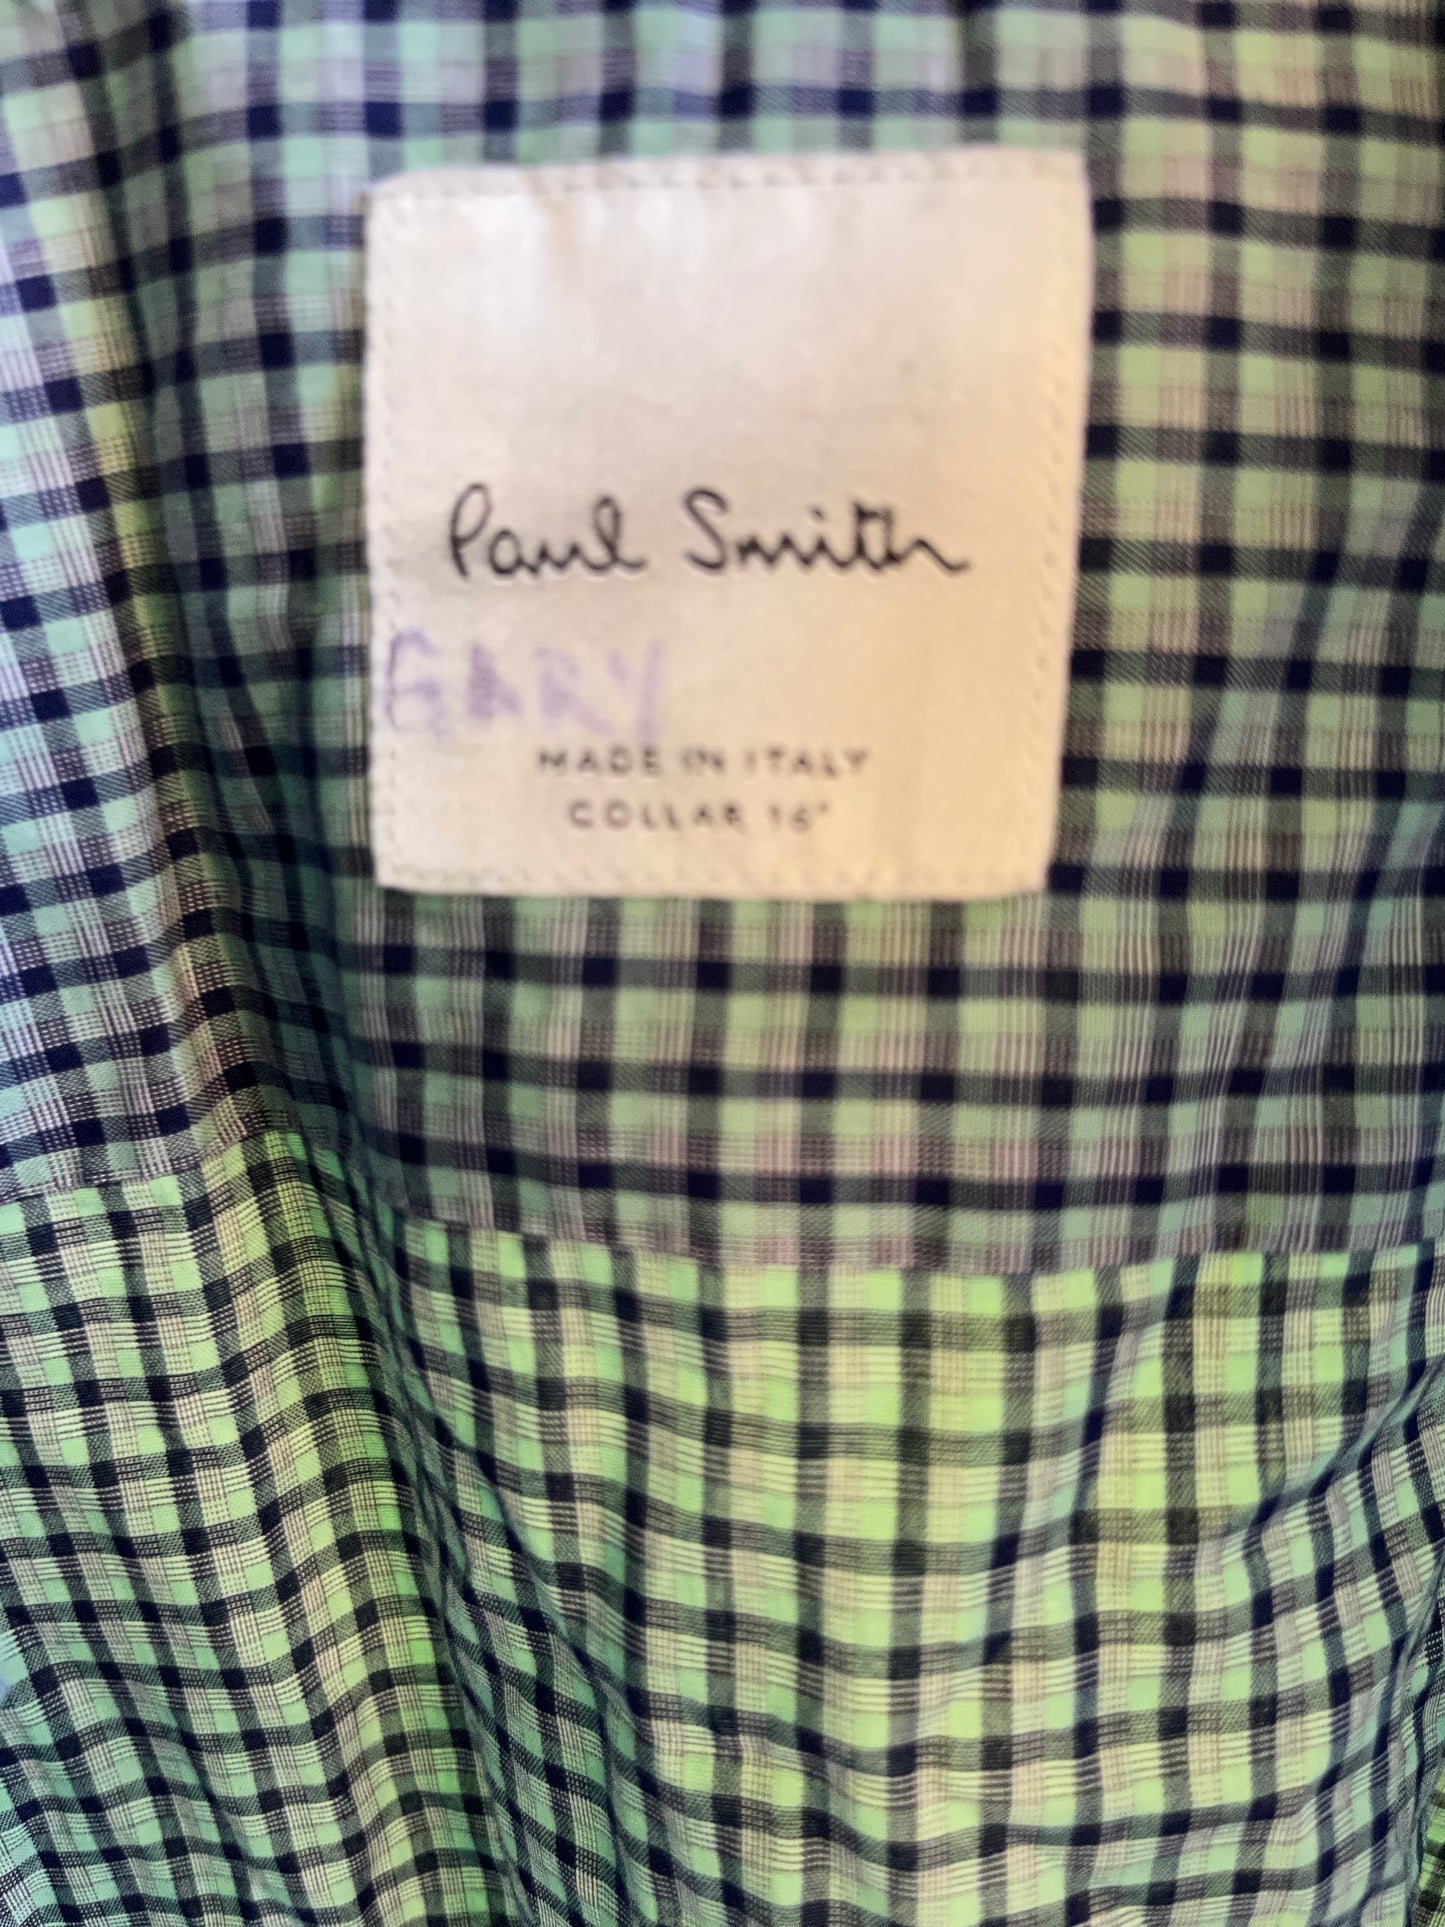 Paul Smith
GARY
MADE IN ITALY
COLLAR 16"